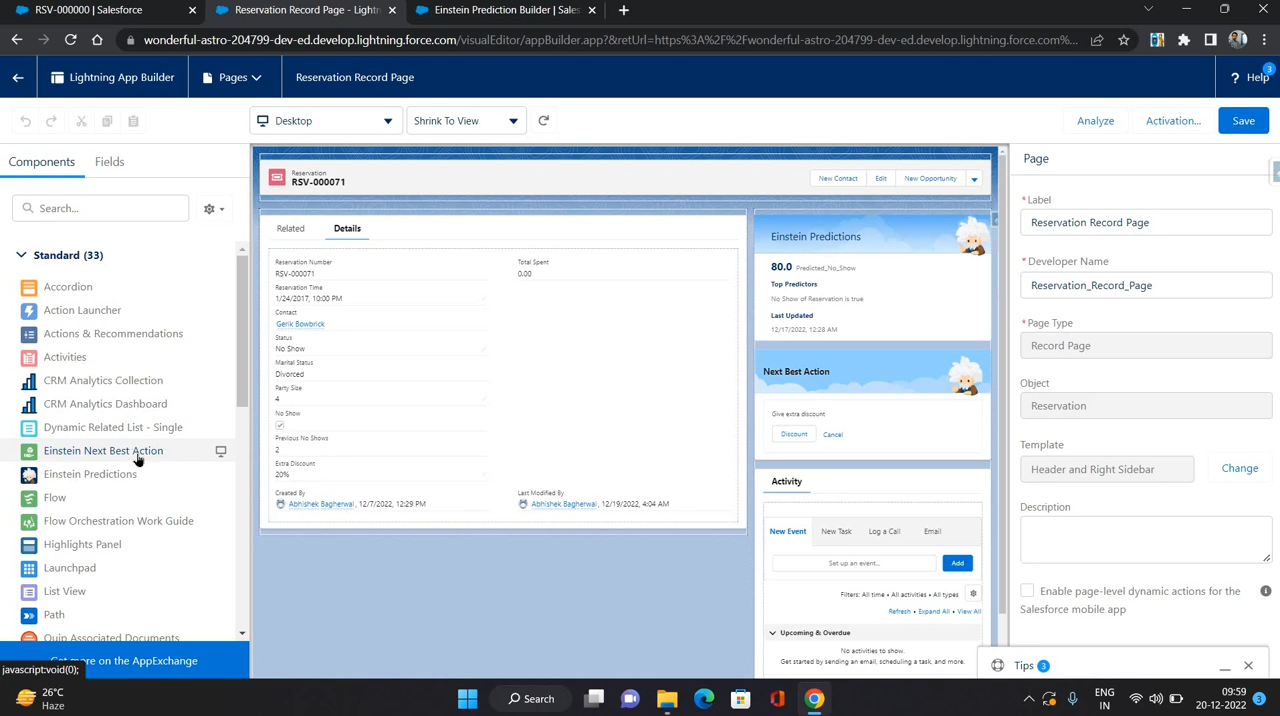 RSV-000000 | Salesforce
Reservation Record Page - Lightn
Einstein Prediction Builder | Sales
wonderful-astro-204799-dev-ed.develop.lightning.force.com/visualEditor/appBuilder.app?&retUrl=https%3A%2F%2Fwonderful-astro-204799-dev-ed.develop.lightning.force.com%...
Lightning App Builder
Pages
Reservation Record Page
3
? Help
Desktop
Shrink To View
Analyze
Activation...
Save
Components
Fields
Search...
Standard (33)
Accordion
Action Launcher
Actions & Recommendations
Activities
CRM Analytics Collection
CRM Analytics Dashboard
Dynamic Related List - Single
Einstein Next Best Action
Einstein Predictions
Flow
Flow Orchestration Work Guide
Highlights Panel
Launchpad
List View
Path
Quip Associated Documents
Get more on the AppExchange
javascript:void(0);
Reservation
RSV-000071
New Contact
Edit
New Opportunity
Related
Details
Reservation Number
RSV-000071
Total Spent
0.00
Reservation Time
1/24/2017, 10:00 PM
Contact
Gerik Bowbrick
Status
No Show
Marital Status
Divorced
Party Size
4
No Show
Previous No Shows
2
Extra Discount
20%
Created By
Abhishek Bagherwal, 12/7/2022, 12:29 PM
Last Modified By
Abhishek Bagherwal, 12/19/2022, 4:04 AM
Einstein Predictions
80.0 Predicted_No_Show
Top Predictors
No Show of Reservation is true
Last Updated
12/17/2022, 12:28 AM
Next Best Action
Give extra discount
Discount
Cancel
Activity
New Event
New Task
Log a Call
Email
Set up an event...
Add
Filters: All time • All activities • All types
Refresh • Expand All • View All
Upcoming & Overdue
No activities to show.
Get started by sending an email, scheduling a task, and more.
Page
* Label
Reservation Record Page
* Developer Name
Reservation_Record_Page
* Page Type
Record Page
Object
Reservation
Template
Header and Right Sidebar
Change
Description
Enable page-level dynamic actions for the
Salesforce mobile app
Tips 3
26°C
Haze
Search
ENG
IN
09:59
20-12-2022
3